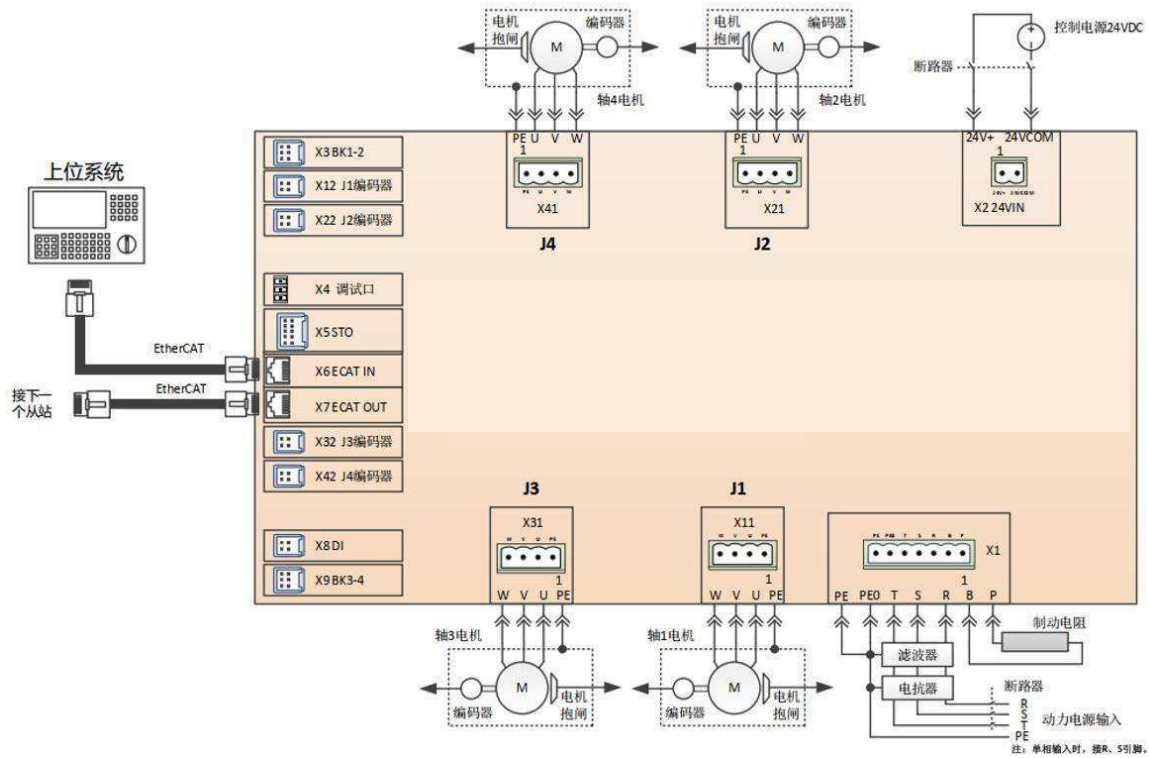 电机
抱闸
编码器
M
轴4电机
PE U V W
1
PE U V W
X41
J4
电机
抱闸
编码器
M
轴2电机
PE U V W
1
PE U V W
X21
J2
控制电源24VDC
断路器
24V+ 24VCOM
1
24V+ 24VCOM
X2 24VIN
上位系统
EtherCAT
EtherCAT
接下一
个从站
X3 BK1-2
X12 J1编码器
X22 J2编码器
X4 调试口
X5 STO
X6 ECAT IN
X7 ECAT OUT
X32 J3编码器
X42 J4编码器
X8 DI
X9 BK3-4
J3
X31
W V U PE
1
W V U PE
轴3电机
M
编码器
电机
抱闸
J1
X11
W V U PE
1
W V U PE
轴1电机
M
编码器
电机
抱闸
PE PE0 T S R B P
X1
1
PE PE0 T S R B P
制动电阻
滤波器
电抗器
断路器
R
S
T
PE
动力电源输入
注：单相输入时，接R、S引脚。